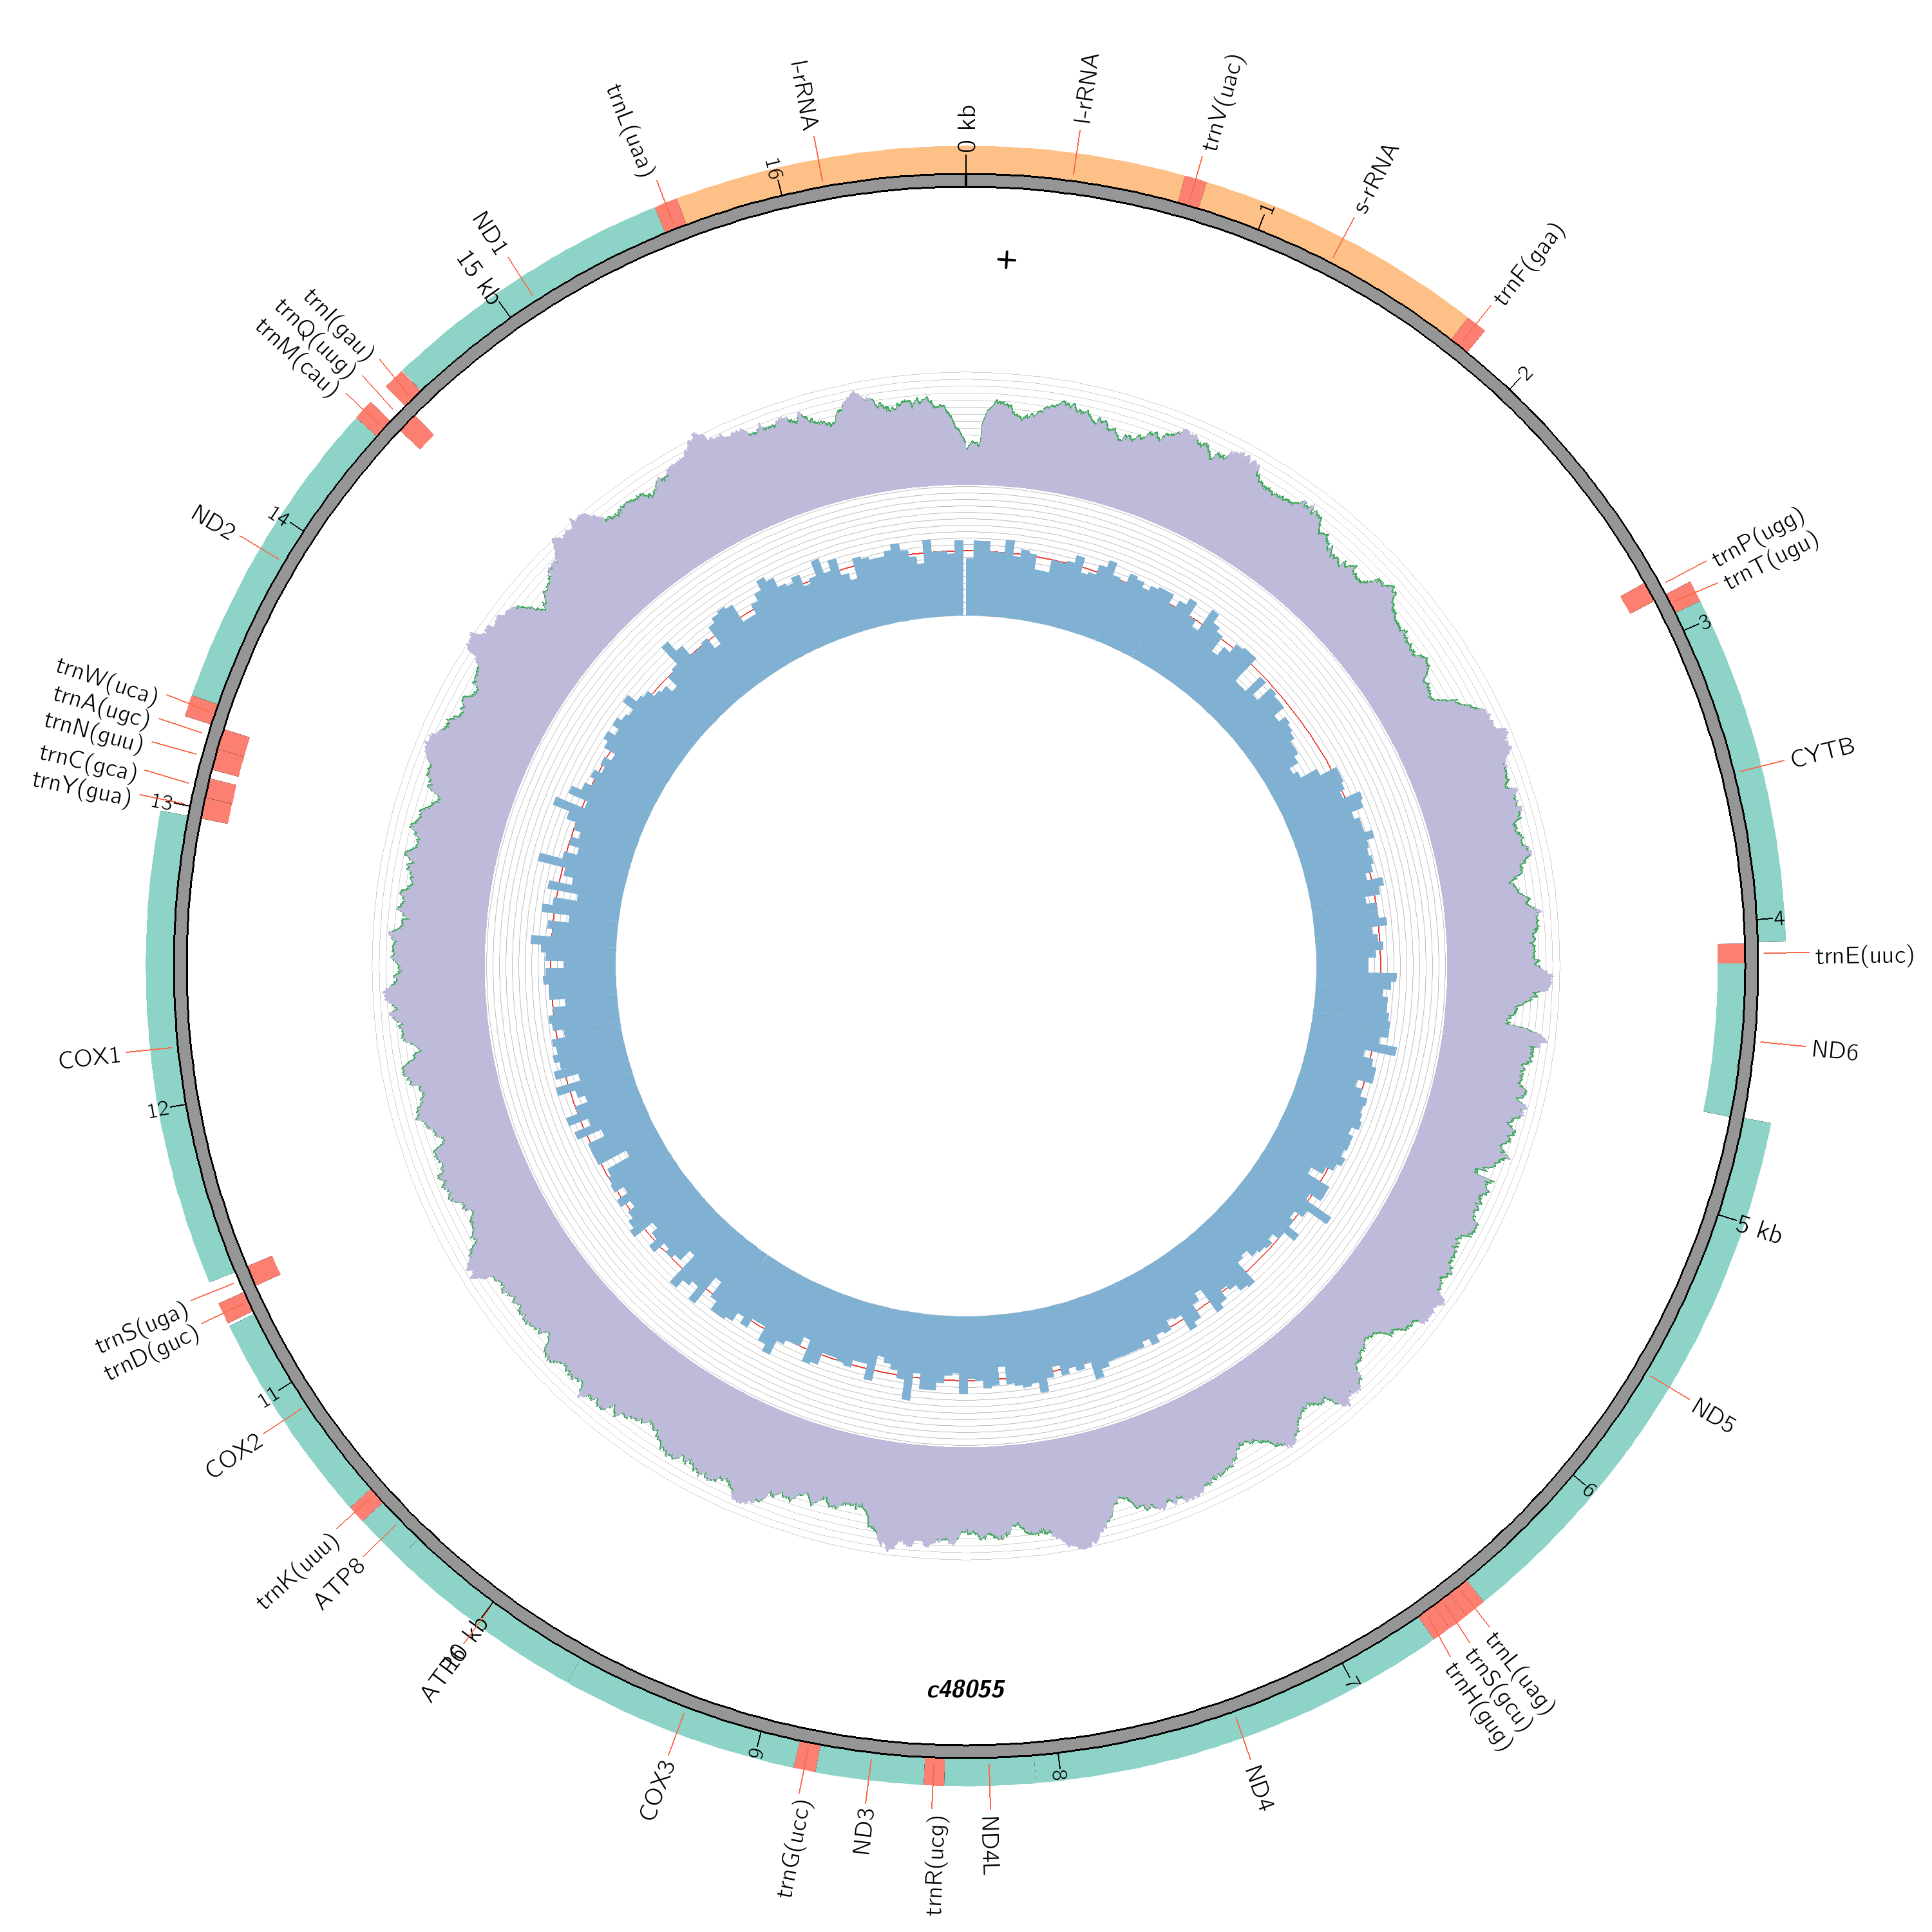 0 kb
l-rRNA
trnV(uac)
1
s-rRNA
trnF(gaa)
2
trnP(ugg)
trnT(ugu)
3
CYTB
4
trnE(uuc)
ND6
5 kb
ND5
6
trnL(uag)
trnS(gcu)
trnH(gug)
7
ND4
8
ND4L
trnR(ucg)
ND3
trnG(ucc)
9
COX3
10 kb
ATP6
ATP8
trnK(uuu)
COX2
11
trnD(guc)
trnS(uga)
12
COX1
13
trnY(gua)
trnC(gca)
trnN(guu)
trnA(ugc)
trnW(uca)
ND2
14
trnM(cau)
trnQ(uug)
trnI(gau)
15 kb
ND1
trnL(uaa)
16
l-rRNA
+
c48055